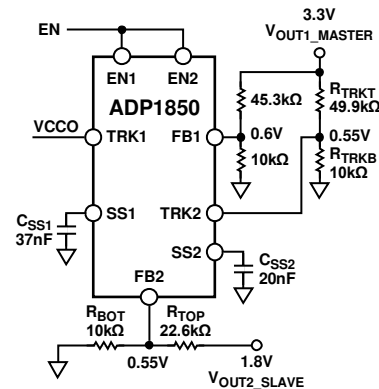 EN
EN1
EN2
ADP1850
VCCO
TRK1
FB1
SS1
TRK2
SS2
FB2
3.3V
VOUT1_MASTER
45.3kΩ
RTRKT
49.9kΩ
0.6V
0.55V
10kΩ
RTRKB
10kΩ
CSS1
37nF
CSS2
20nF
RBOT
10kΩ
RTOP
22.6kΩ
0.55V
1.8V
VOUT2_SLAVE